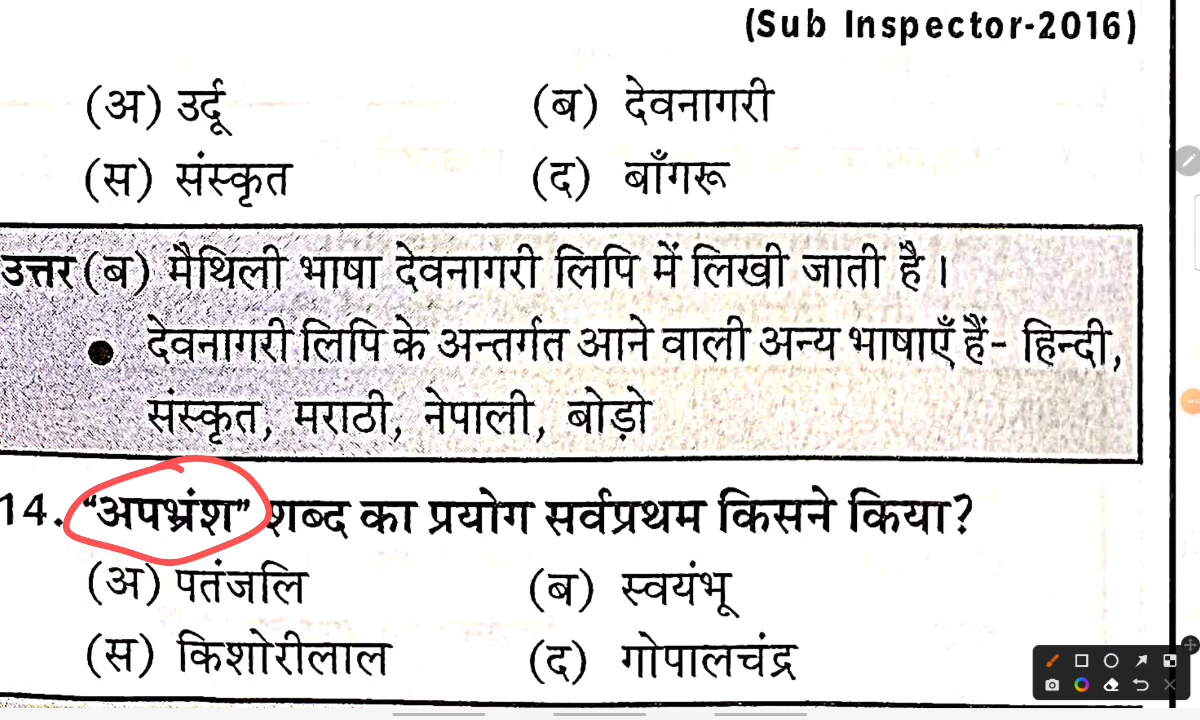 (Sub Inspector-2016)
(अ) उर्दू (ब) देवनागरी
(स) संस्कृत (द) बाँगरू
उत्तर (ब) मैथिली भाषा देवनागरी लिपि में लिखी जाती है।
● देवनागरी लिपि के अन्तर्गत आने वाली अन्य भाषाएँ हैं- हिन्दी,
संस्कृत, मराठी, नेपाली, बोड़ो
14. “अपभ्रंश” शब्द का प्रयोग सर्वप्रथम किसने किया?
(अ) पतंजलि (ब) स्वयंभू
(स) किशोरीलाल (द) गोपालचंद्र